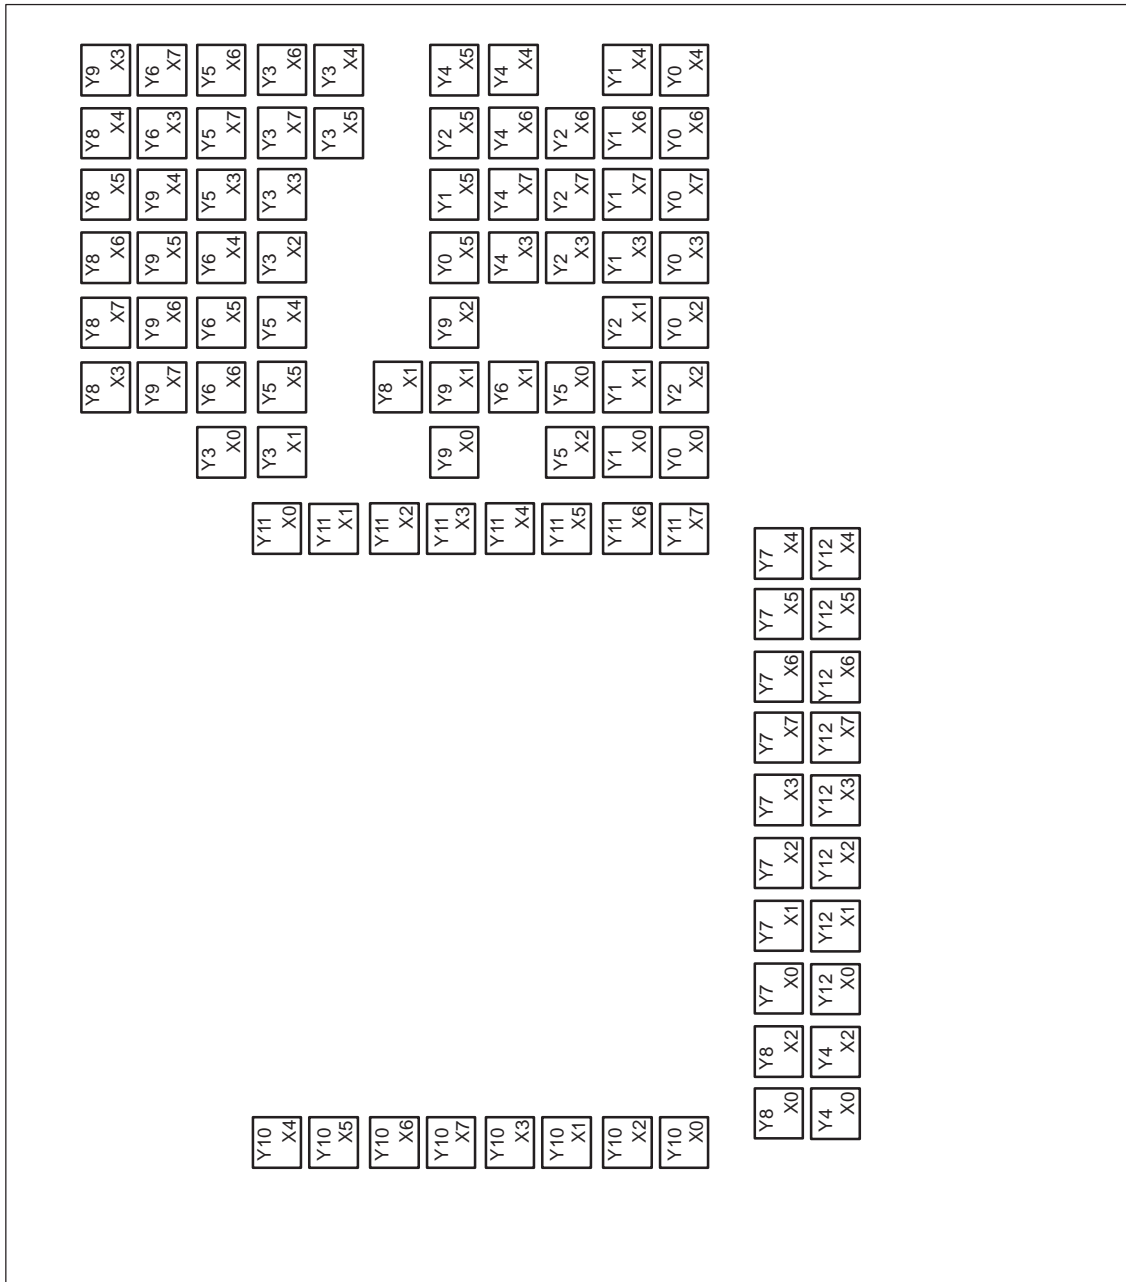 Y8 X3
Y8 X7
Y8 X6
Y8 X5
Y8 X4
Y9 X3
Y9 X7
Y9 X6
Y9 X5
Y9 X4
Y6 X3
Y6 X7
Y3 X0
Y6 X6
Y6 X5
Y6 X4
Y5 X3
Y5 X7
Y5 X6
Y10 X4
Y11 X0
Y3 X1
Y5 X5
Y5 X4
Y3 X2
Y3 X3
Y3 X7
Y3 X6
Y10 X5
Y11 X1
Y3 X5
Y3 X4
Y10 X6
Y11 X2
Y8 X1
Y10 X7
Y11 X3
Y9 X0
Y9 X1
Y9 X2
Y0 X5
Y1 X5
Y2 X5
Y4 X5
Y10 X3
Y11 X4
Y6 X1
Y4 X3
Y4 X7
Y4 X6
Y4 X4
Y10 X1
Y11 X5
Y5 X2
Y5 X0
Y2 X3
Y2 X7
Y2 X6
Y10 X2
Y11 X6
Y1 X0
Y1 X1
Y2 X1
Y1 X3
Y1 X7
Y1 X6
Y1 X4
Y10 X0
Y11 X7
Y0 X0
Y2 X2
Y0 X2
Y0 X3
Y0 X7
Y0 X6
Y0 X4
Y8 X0
Y8 X2
Y7 X0
Y7 X1
Y7 X2
Y7 X3
Y7 X7
Y7 X6
Y7 X5
Y7 X4
Y4 X0
Y4 X2
Y12 X0
Y12 X1
Y12 X2
Y12 X3
Y12 X7
Y12 X6
Y12 X5
Y12 X4